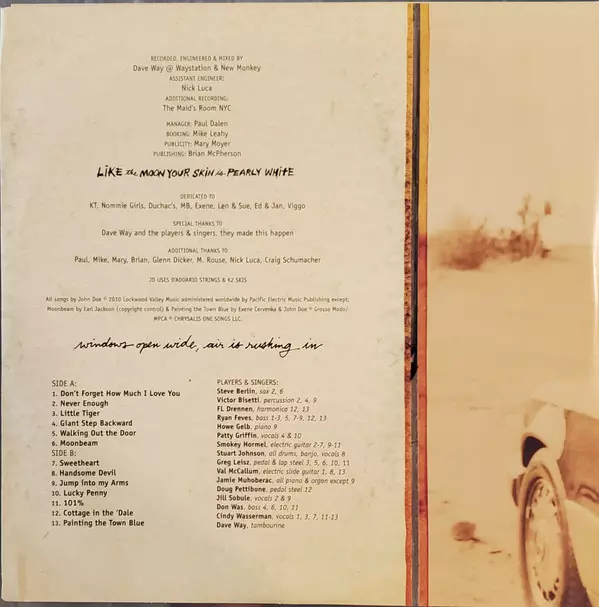 RECORDED, ENGINEERED & MIXED BY
Dave Way @ Waystation & New Monkey
ASSISTANT ENGINEER:
Nick Luca
ADDITIONAL RECORDING:
The Maid's Room NYC
MANAGER: Paul Dalen
BOOKING: Mike Leahy
PUBLICITY: Mary Moyer
PUBLISHING: Brian McPherson
LIKE the MOON YOUR SKIN is PEARLY WHITE
DEDICATED TO
KT, Nommie Girls, Duchac's, MB, Exene, Len & Sue, Ed & Jan, Viggo
SPECIAL THANKS TO
Dave Way and the players & singers, they made this happen
ADDITIONAL THANKS TO
Paul, Mike, Mary, Brian, Glenn Dicker, M. Rouse, Nick Luca, Craig Schumacher
JD USES D'ADDARIO STRINGS & 62 SKIS
All songs by John Doe © 2010 Lockwood Valley Music administered worldwide by Pacific Electric Music Publishing except;
Moonbeam by Earl Jackson (copyright control) & Painting the Town Blue by Exene Cervenka & John Doe © Grosso Modo/
MPCA © CHRYSALIS ONE SONGS LLC.
windows open wide, air is rushing in
SIDE A:
1. Don't Forget How Much I Love You
2. Never Enough
3. Little Tiger
4. Giant Step Backward
5. Walking Out the Door
6. Moonbeam
SIDE B:
7. Sweetheart
8. Handsome Devil
9. Jump into my Arms
10. Lucky Penny
11. 101%
12. Cottage in the 'Dale
13. Painting the Town Blue
PLAYERS & SINGERS:
Steve Berlin, sax 2, 6
Victor Bisetti, percussion 2, 4, 9
FL Drennen, harmonica 12, 13
Ryan Feves, bass 1-3, 5, 7-9, 12, 13
Howe Gelb, piano 9
Patty Griffin, vocals 4 & 10
Smokey Hormel, electric guitar 2-7, 9-11
Stuart Johnson, all drums, banjo, vocals 8
Greg Leisz, pedal & lap steel 3, 5, 6, 10, 11
Val McCallum, electric slide guitar 1, 8, 13
Jamie Muhoberac, all piano & organ except 9
Doug Pettibone, pedal steel 12
Jill Sobule, vocals 2 & 9
Don Was, bass 4, 6, 10, 11
Cindy Wasserman, vocals 1, 3, 7, 11-13
Dave Way, tambourine